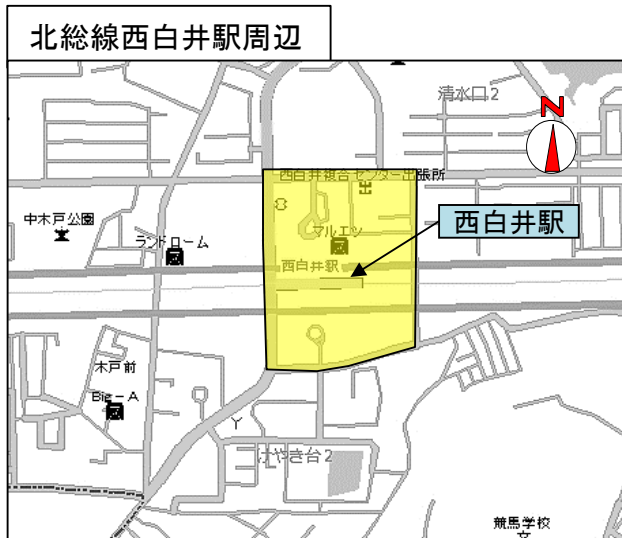 北総線西白井駅周辺
清水口2
N
西白井複合センター出張所
中木戸公園
ランドローム
マルエツ
西白井駅
西白井駅
木戸前
Big-A
けやき台2
競馬学校